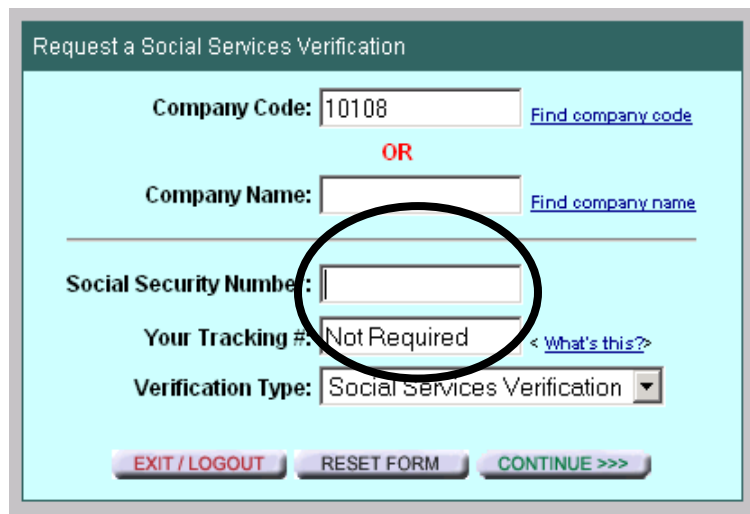 Request a Social Services Verification
Company Code: 10108 Find company code
OR
Company Name: Find company name
Social Security Number:
Your Tracking #: Not Required < What's this?>
Verification Type: Social Services Verification
EXIT / LOGOUT RESET FORM CONTINUE >>>